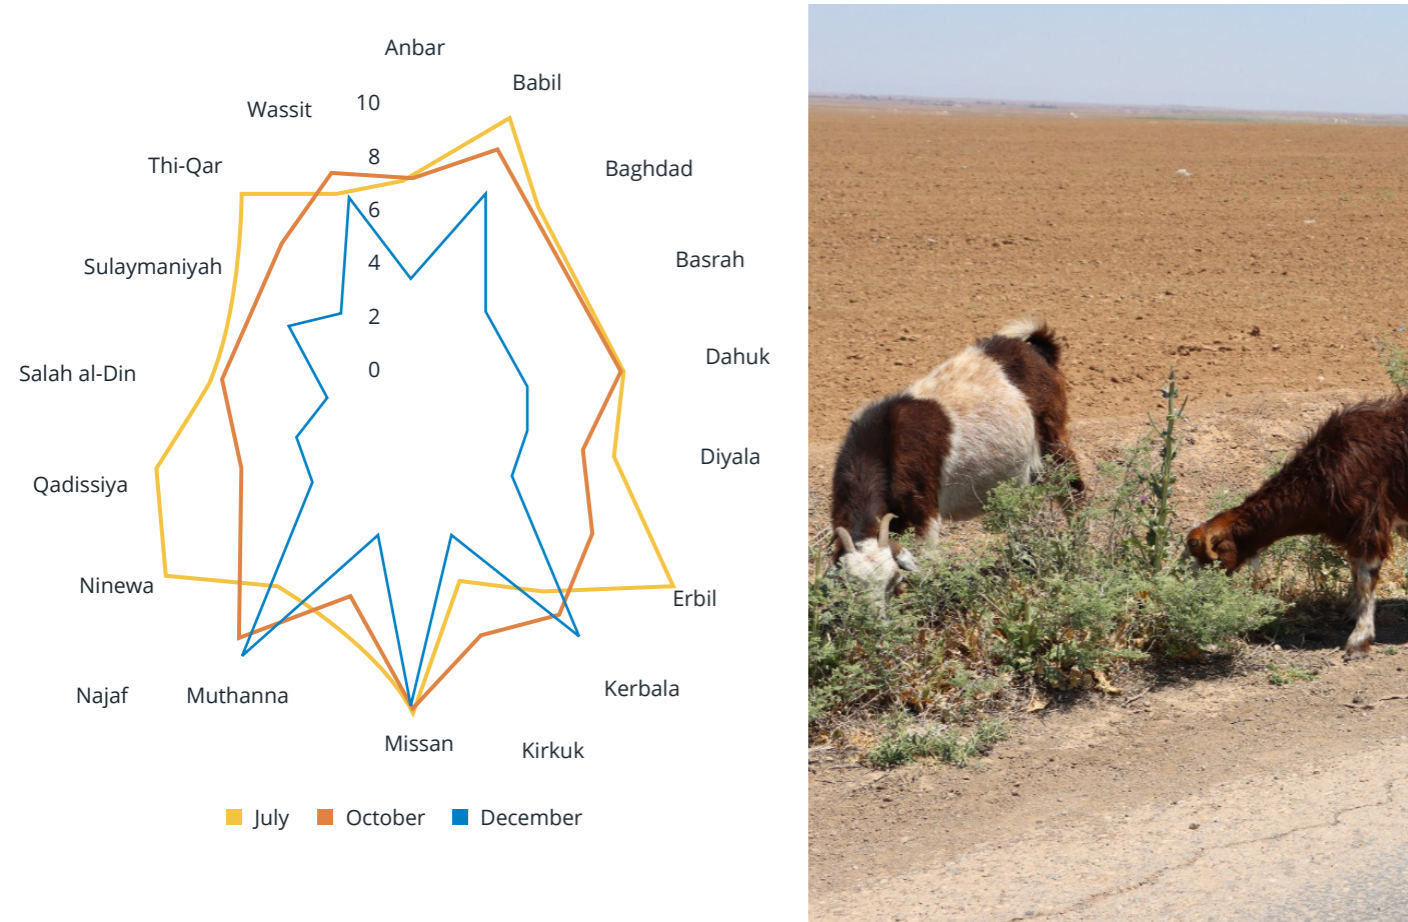 Anbar
Babil
Baghdad
Basrah
Dahuk
Diyala
Erbil
Kerbala
Kirkuk
Missan
Muthanna
Najaf
Ninewa
Qadissiya
Salah al-Din
Sulaymaniyah
Thi-Qar
Wassit
10
8
6
4
2
0
July October December